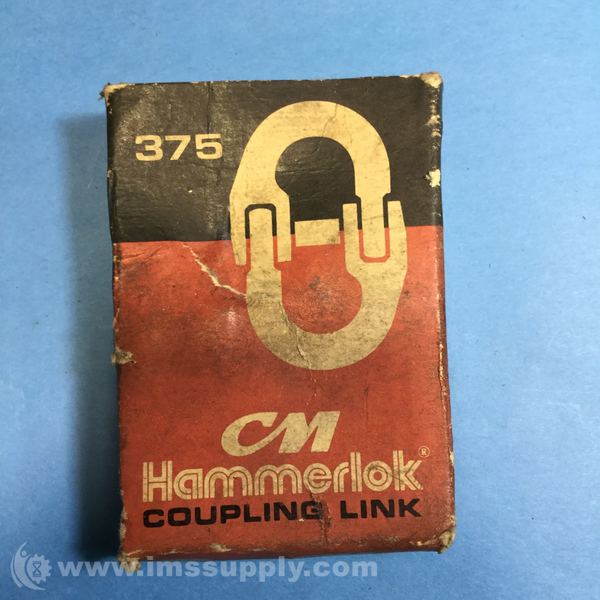 375
CM
Hammerlok®
COUPLING LINK
www.imssupply.com